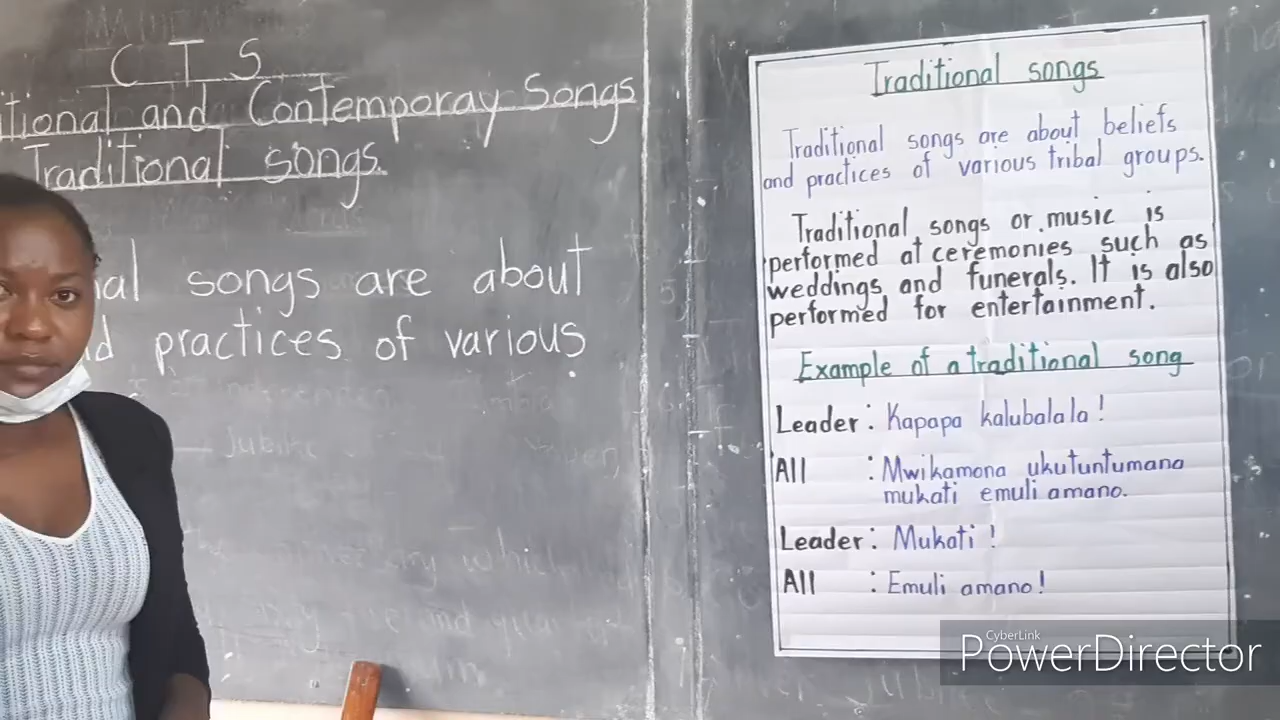 C T S
itional and Contemporay Songs
Traditional songs.
nal songs are about
d practices of various
Traditional songs
Traditional songs are about beliefs
and practices of various tribal groups.
Traditional songs or music is
performed at ceremonies such as
weddings and funerals. It is also
performed for entertainment.
Example of a traditional song
Leader: Kapapa kalubalala!
All : Mwikamona ukutuntumana
mukati emuli amano.
Leader: Mukati!
All : Emuli amano!
CyberLink
PowerDirector